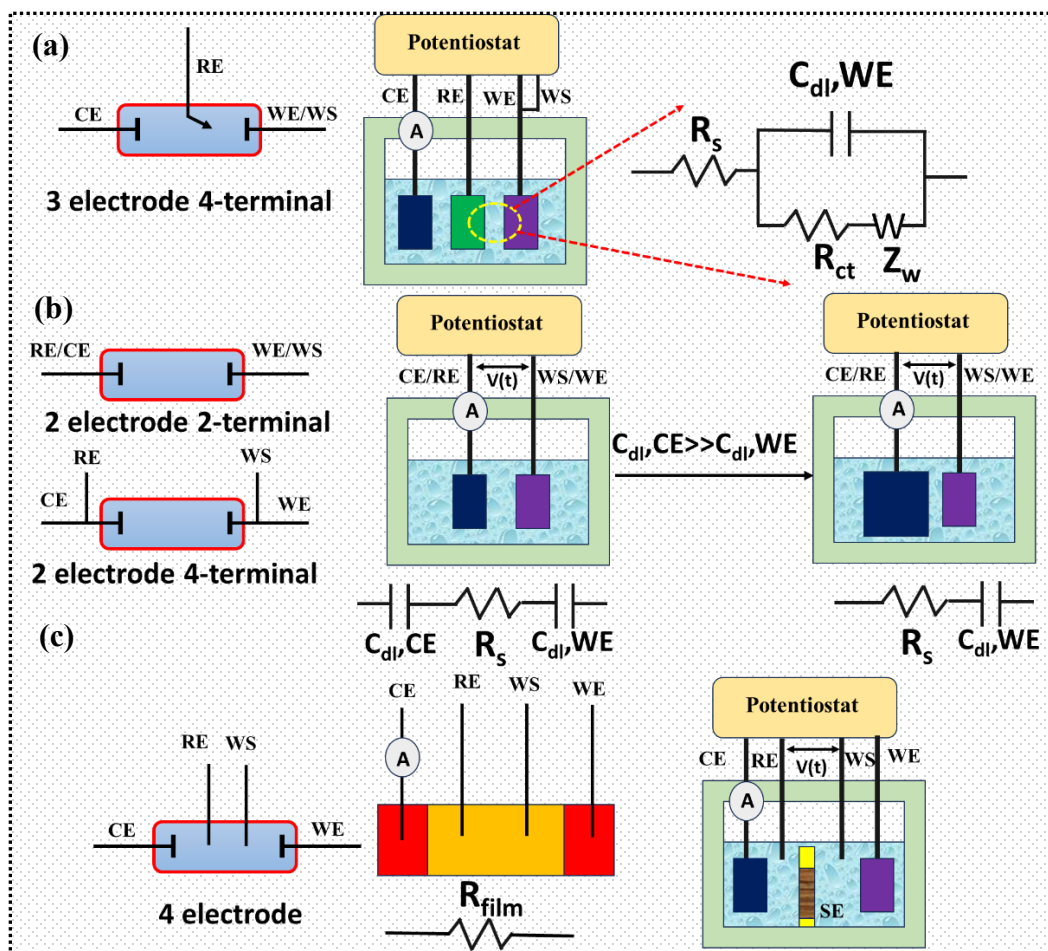 (a)
RE
CE
WE/WS
3 electrode 4-terminal
Potentiostat
CE
RE
WE
WS
A
Cdl,WE
Rs
Rct
Zw
(b)
RE/CE
WE/WS
2 electrode 2-terminal
RE
WS
CE
WE
2 electrode 4-terminal
Potentiostat
CE/RE
V(t)
WS/WE
A
Cdl,CE>>Cdl,WE
Potentiostat
CE/RE
V(t)
WS/WE
A
Cdl,CE
Rs
Cdl,WE
Rs
Cdl,WE
(c)
RE
WS
CE
WE
4 electrode
CE
RE
WS
WE
A
Rfilm
Potentiostat
CE
RE
V(t)
WS
WE
A
SE